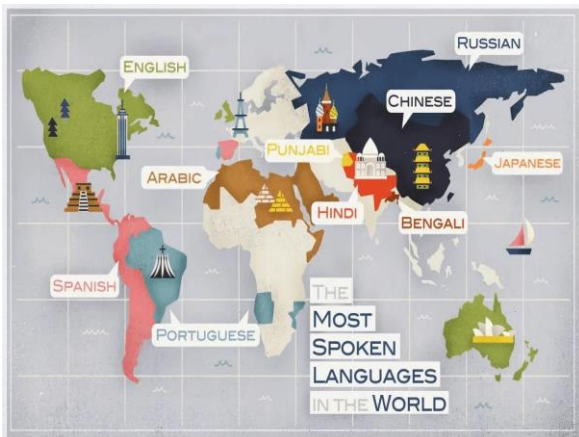 RUSSIAN
ENGLISH
CHINESE
PUNJABI
ARABIC
JAPANESE
HINDI
BENGALI
SPANISH
PORTUGUESE
THE
MOST
SPOKEN
LANGUAGES
IN THE WORLD